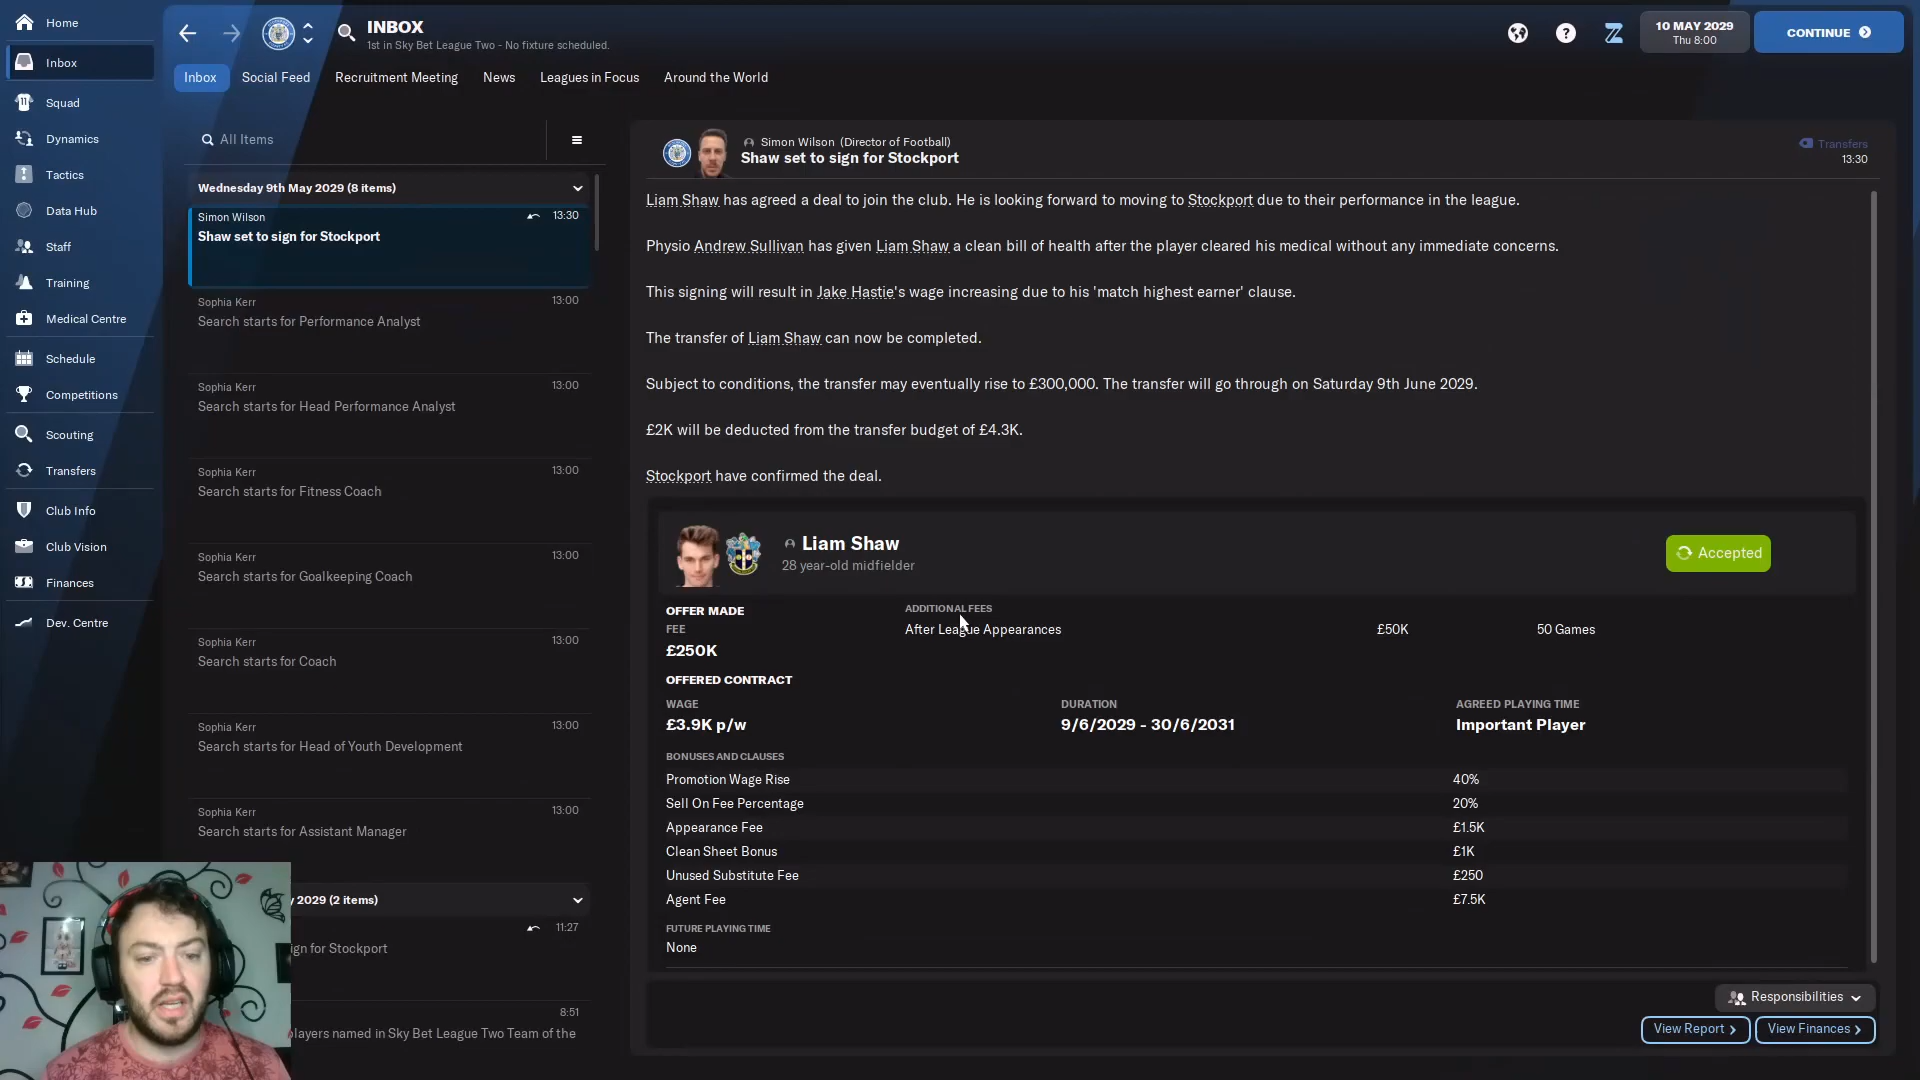 Home
Inbox
Squad
Dynamics
Tactics
Data Hub
Staff
Training
Medical Centre
Schedule
Competitions
Scouting
Transfers
Club Info
Club Vision
Finances
Dev. Centre
INBOX
1st in Sky Bet League Two - No fixture scheduled.
10 MAY 2029
Thu 8:00
CONTINUE
Inbox Social Feed Recruitment Meeting News Leagues in Focus Around the World
All Items
Wednesday 9th May 2029 (8 items)
Simon Wilson 13:30
Shaw set to sign for Stockport
Sophia Kerr 13:00
Search starts for Performance Analyst
Sophia Kerr 13:00
Search starts for Head Performance Analyst
Sophia Kerr 13:00
Search starts for Fitness Coach
Sophia Kerr 13:00
Search starts for Goalkeeping Coach
Sophia Kerr 13:00
Search starts for Coach
Sophia Kerr 13:00
Search starts for Head of Youth Development
Sophia Kerr 13:00
Search starts for Assistant Manager
2029 (2 items)
11:27
ign for Stockport
8:51
layers named in Sky Bet League Two Team of the
Simon Wilson (Director of Football)
Shaw set to sign for Stockport
Transfers
13:30
Liam Shaw has agreed a deal to join the club. He is looking forward to moving to Stockport due to their performance in the league.
Physio Andrew Sullivan has given Liam Shaw a clean bill of health after the player cleared his medical without any immediate concerns.
This signing will result in Jake Hastie's wage increasing due to his 'match highest earner' clause.
The transfer of Liam Shaw can now be completed.
Subject to conditions, the transfer may eventually rise to £300,000. The transfer will go through on Saturday 9th June 2029.
£2K will be deducted from the transfer budget of £4.3K.
Stockport have confirmed the deal.
Liam Shaw
28 year-old midfielder
Accepted
OFFER MADE
FEE
£250K
ADDITIONAL FEES
After League Appearances £50K 50 Games
OFFERED CONTRACT
WAGE DURATION AGREED PLAYING TIME
£3.9K p/w 9/6/2029 - 30/6/2031 Important Player
BONUSES AND CLAUSES
Promotion Wage Rise 40%
Sell On Fee Percentage 20%
Appearance Fee £1.5K
Clean Sheet Bonus £1K
Unused Substitute Fee £250
Agent Fee £7.5K
FUTURE PLAYING TIME
None
Responsibilities
View Report View Finances